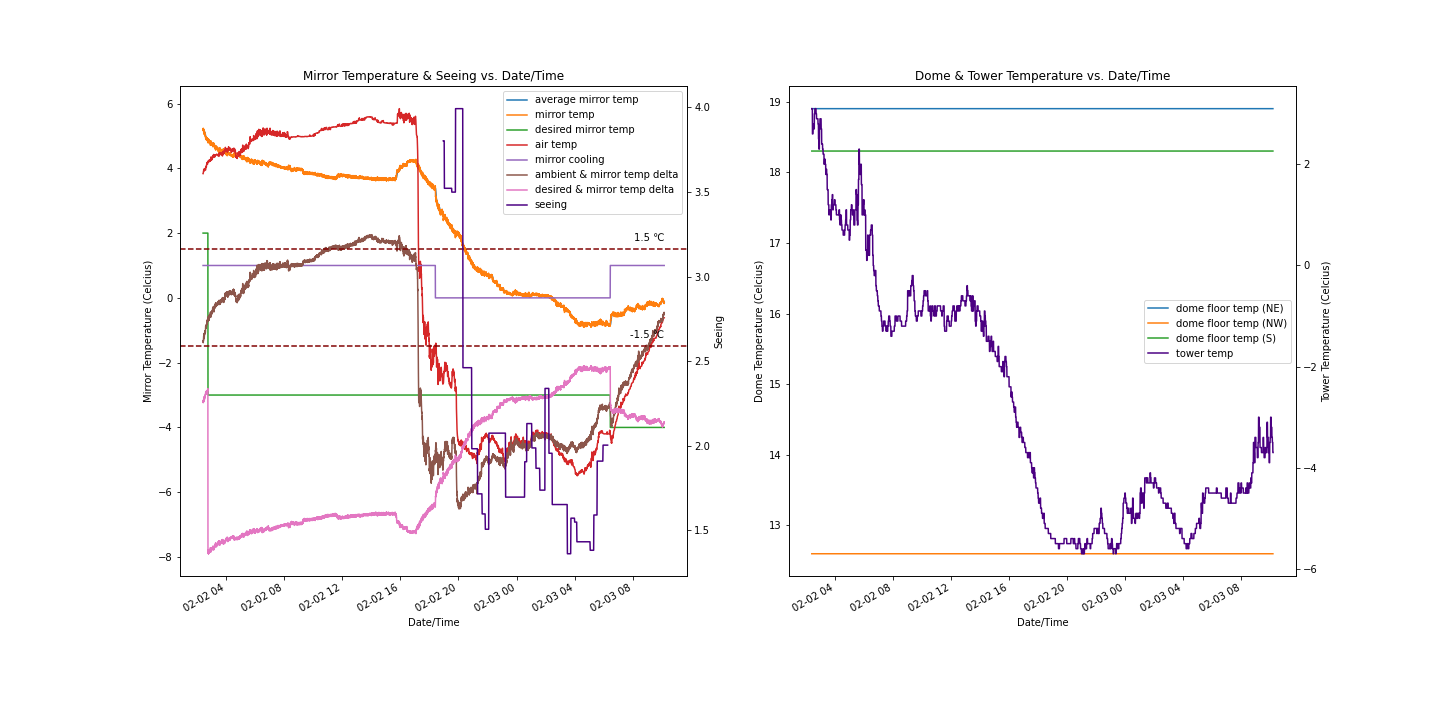 Mirror Temperature & Seeing vs. Date/Time
Mirror Temperature (Celcius)
6
4
2
0
−2
−4
−6
−8
average mirror temp
mirror temp
desired mirror temp
air temp
mirror cooling
ambient & mirror temp delta
desired & mirror temp delta
seeing
1.5 °C
-1.5 °C
4.0
3.5
3.0
2.5
2.0
1.5
Seeing
02-02 04
02-02 08
02-02 12
02-02 16
02-02 20
02-03 00
02-03 04
02-03 08
Date/Time
Dome & Tower Temperature vs. Date/Time
Dome Temperature (Celcius)
19
18
17
16
15
14
13
dome floor temp (NE)
dome floor temp (NW)
dome floor temp (S)
tower temp
2
0
−2
−4
−6
Tower Temperature (Celcius)
02-02 04
02-02 08
02-02 12
02-02 16
02-02 20
02-03 00
02-03 04
02-03 08
Date/Time